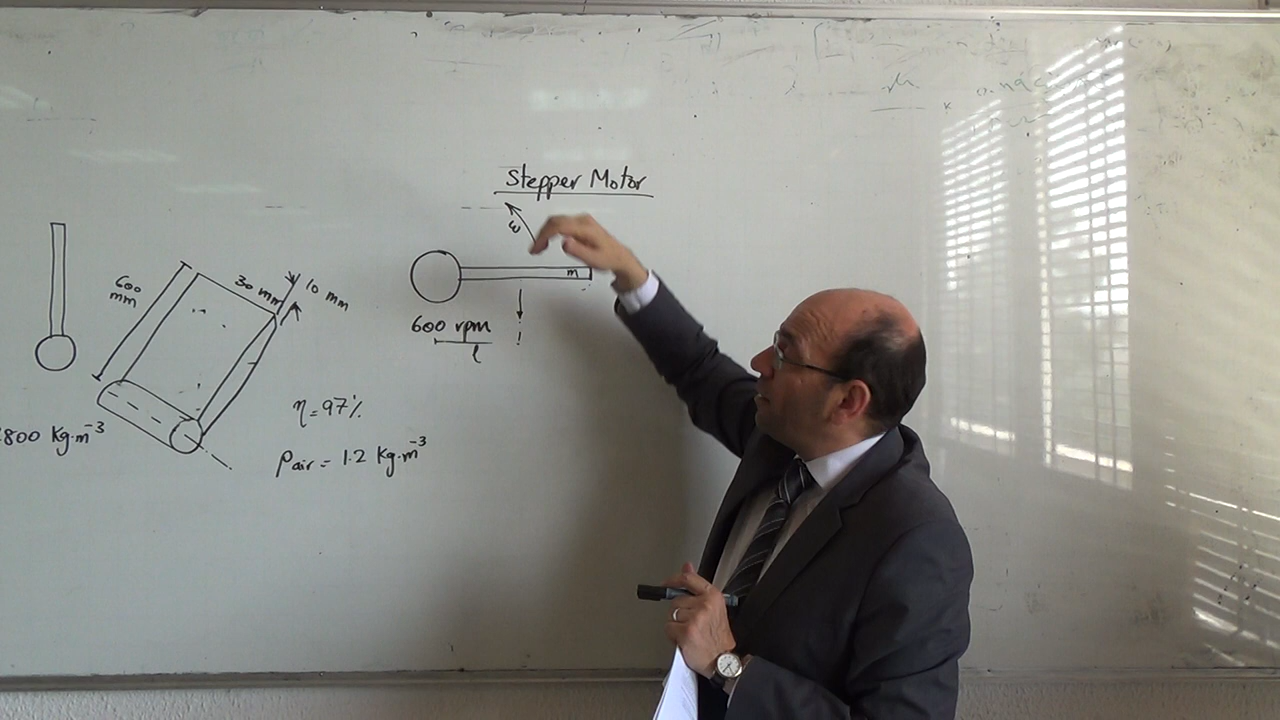 Stepper Motor
ω
m
600 rpm
l
600
mm
30 mm
10 mm
800 Kg·m⁻³
η=97%
ρair = 1.2 Kg·m⁻³